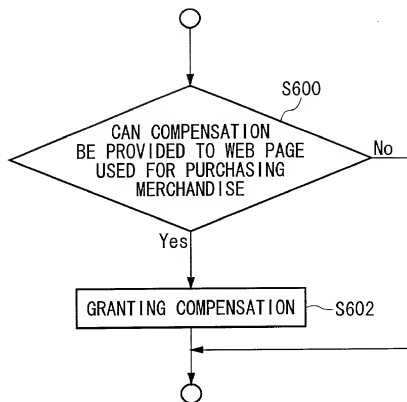 S600
CAN COMPENSATION
BE PROVIDED TO WEB PAGE
USED FOR PURCHASING
MERCHANDISE
No
Yes
GRANTING COMPENSATION
S602